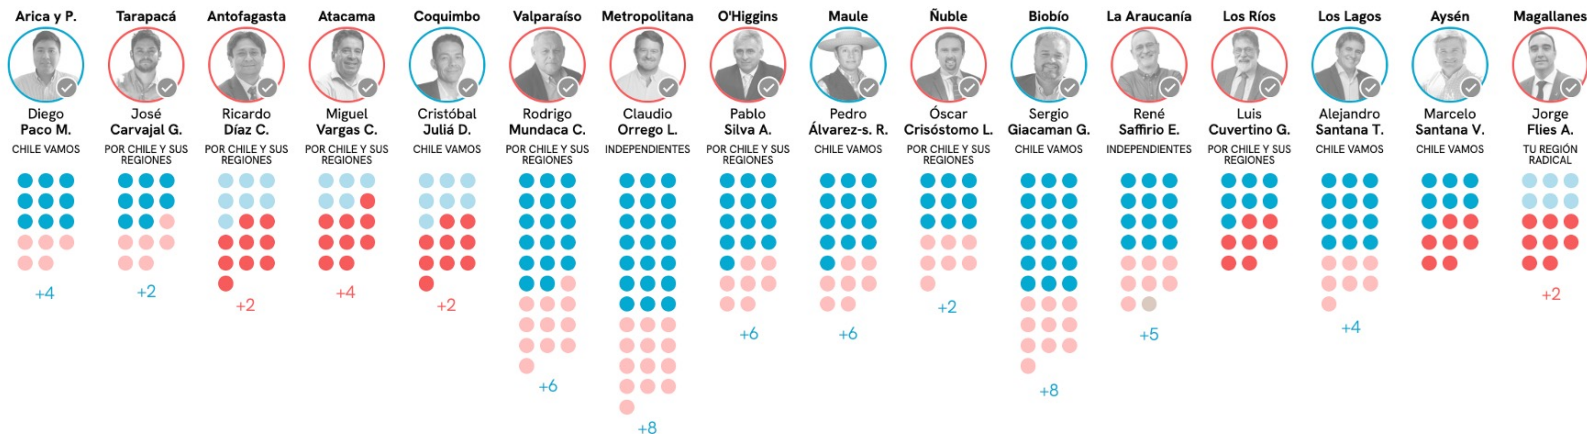 Arica y P.
Tarapacá
Antofagasta
Atacama
Coquimbo
Valparaíso
Metropolitana
O'Higgins
Maule
Ñuble
Biobío
La Araucanía
Los Ríos
Los Lagos
Aysén
Magallanes
Diego
Paco M.
CHILE VAMOS
+4
José
Carvajal G.
POR CHILE Y SUS
REGIONES
+2
Ricardo
Díaz C.
POR CHILE Y SUS
REGIONES
+2
Miguel
Vargas C.
POR CHILE Y SUS
REGIONES
+4
Cristóbal
Juliá D.
CHILE VAMOS
+2
Rodrigo
Mundaca C.
POR CHILE Y SUS
REGIONES
+6
Claudio
Orrego L.
INDEPENDIENTES
+8
Pablo
Silva A.
POR CHILE Y SUS
REGIONES
+6
Pedro
Álvarez-s. R.
CHILE VAMOS
+6
Óscar
Crisóstomo L.
POR CHILE Y SUS
REGIONES
+2
Sergio
Giacaman G.
CHILE VAMOS
+8
René
Saffirio E.
INDEPENDIENTES
+5
Luis
Cuvertino G.
POR CHILE Y SUS
REGIONES
Alejandro
Santana T.
CHILE VAMOS
+4
Marcelo
Santana V.
CHILE VAMOS
Jorge
Flies A.
TU REGIÓN
RADICAL
+2